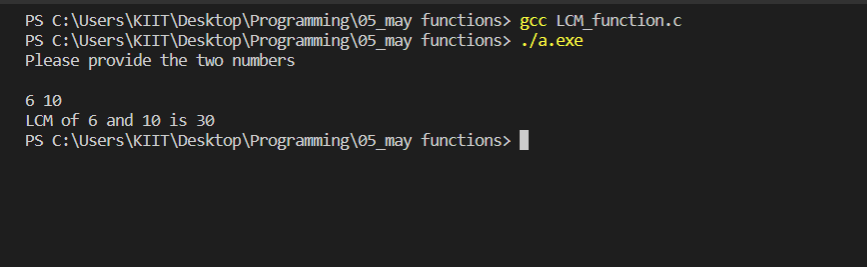 PS C:\Users\KIIT\Desktop\Programming\05_may functions> gcc LCM_function.c
PS C:\Users\KIIT\Desktop\Programming\05_may functions> ./a.exe
Please provide the two numbers
6 10
LCM of 6 and 10 is 30
PS C:\Users\KIIT\Desktop\Programming\05_may functions>